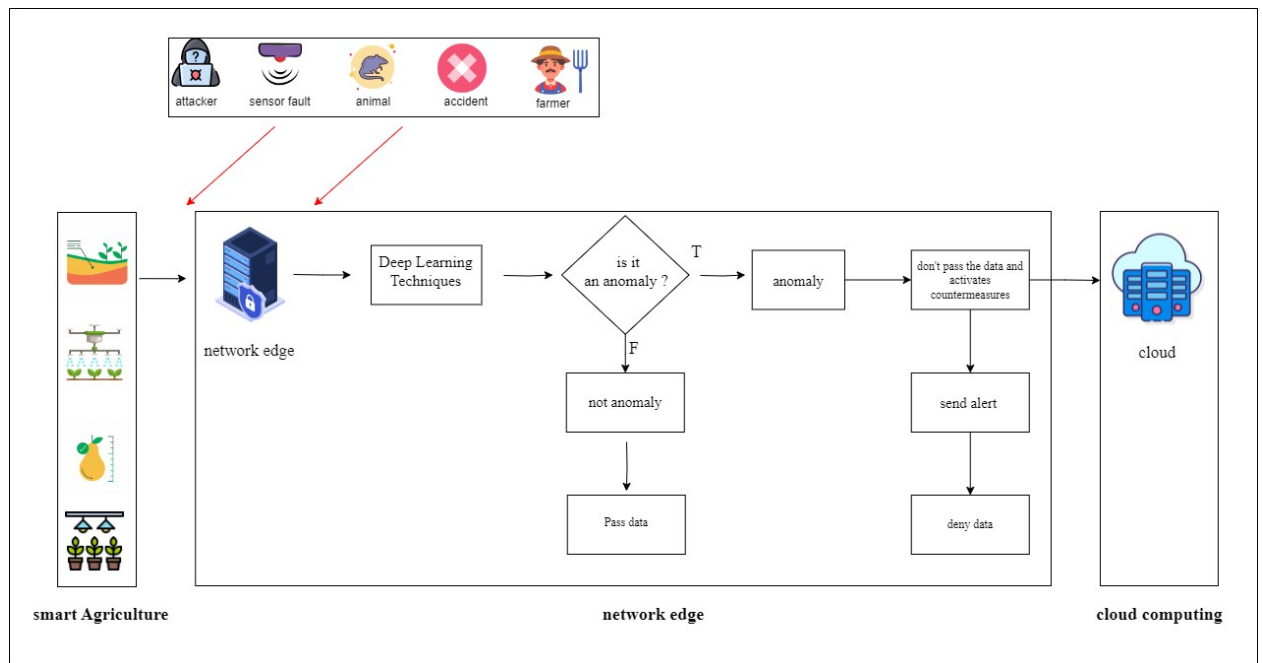 attacker
sensor fault
animal
accident
farmer
?
network edge
Deep Learning
Techniques
is it
an anomaly ?
T
F
anomaly
don't pass the data and
activates
countermeasures
cloud
not anomaly
send alert
Pass data
deny data
smart Agriculture
network edge
cloud computing